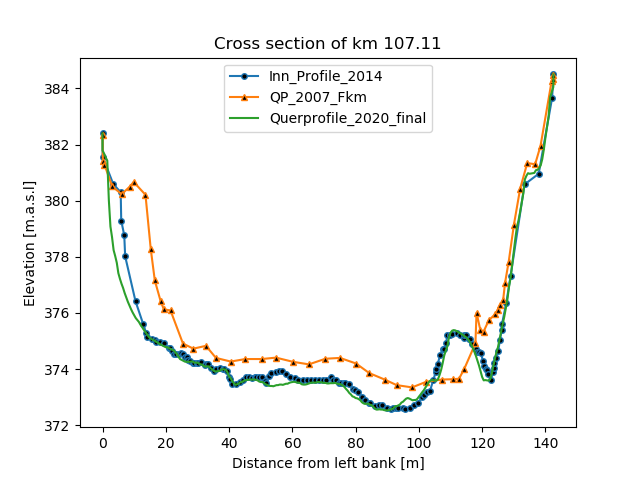 Cross section of km 107.11
Inn_Profile_2014
QP_2007_Fkm
Querprofile_2020_final
Elevation [m.a.s.l]
384
382
380
378
376
374
372
0 20 40 60 80 100 120 140
Distance from left bank [m]